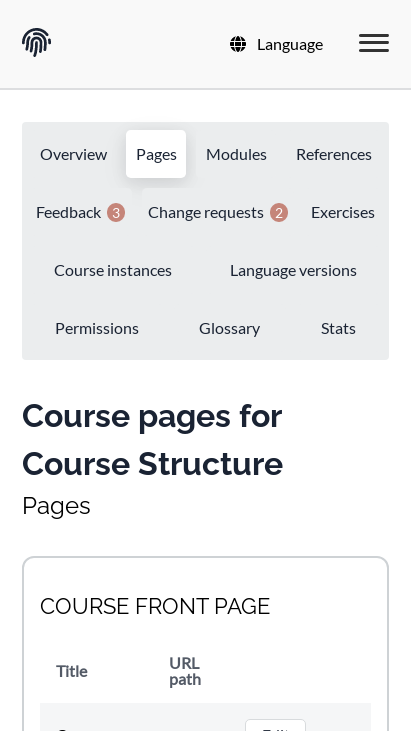 Language
Overview Pages Modules References
Feedback 3 Change requests 2 Exercises
Course instances Language versions
Permissions Glossary Stats
Course pages for
Course Structure
Pages
COURSE FRONT PAGE
Title URL
path